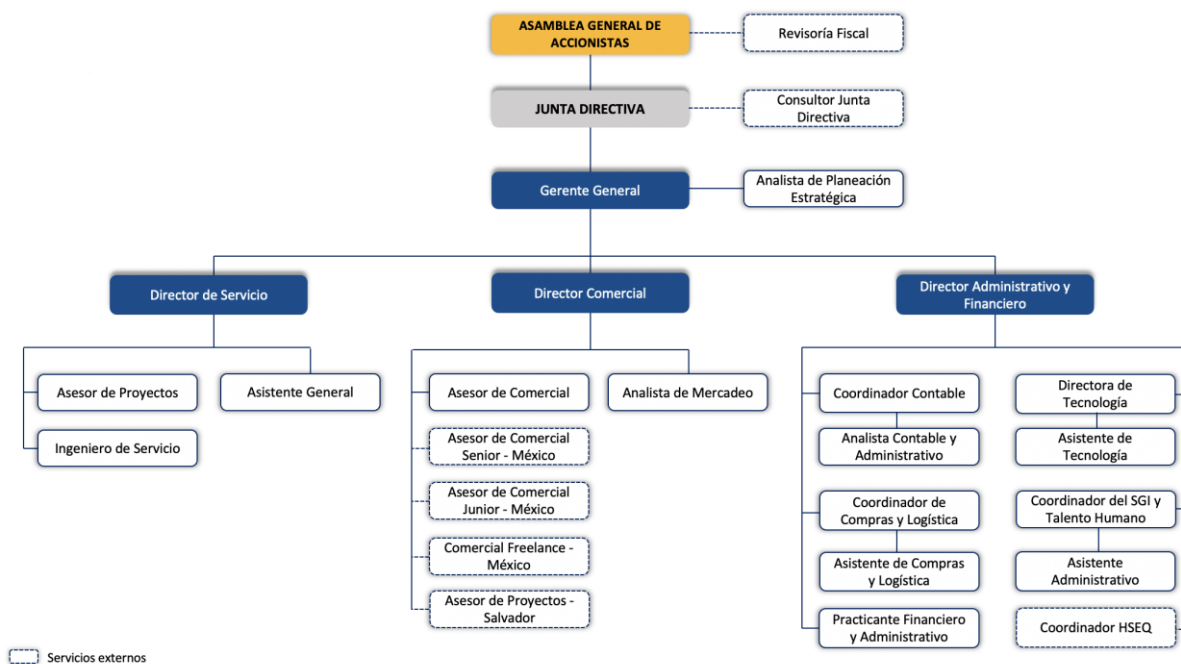 ASAMBLEA GENERAL DE
ACCIONISTAS
Revisoría Fiscal
JUNTA DIRECTIVA
Consultor Junta
Directiva
Gerente General
Analista de Planeación
Estratégica
Director de Servicio
Director Comercial
Director Administrativo y
Financiero
Asesor de Proyectos
Asistente General
Ingeniero de Servicio
Asesor de Comercial
Analista de Mercadeo
Asesor de Comercial
Senior - México
Asesor de Comercial
Junior - México
Comercial Freelance -
México
Asesor de Proyectos -
Salvador
Coordinador Contable
Directora de
Tecnología
Analista Contable y
Administrativo
Asistente de
Tecnología
Coordinador de
Compras y Logística
Coordinador del SGI y
Talento Humano
Asistente de Compras
y Logística
Asistente
Administrativo
Practicante Financiero
y Administrativo
Coordinador HSEQ
Servicios externos